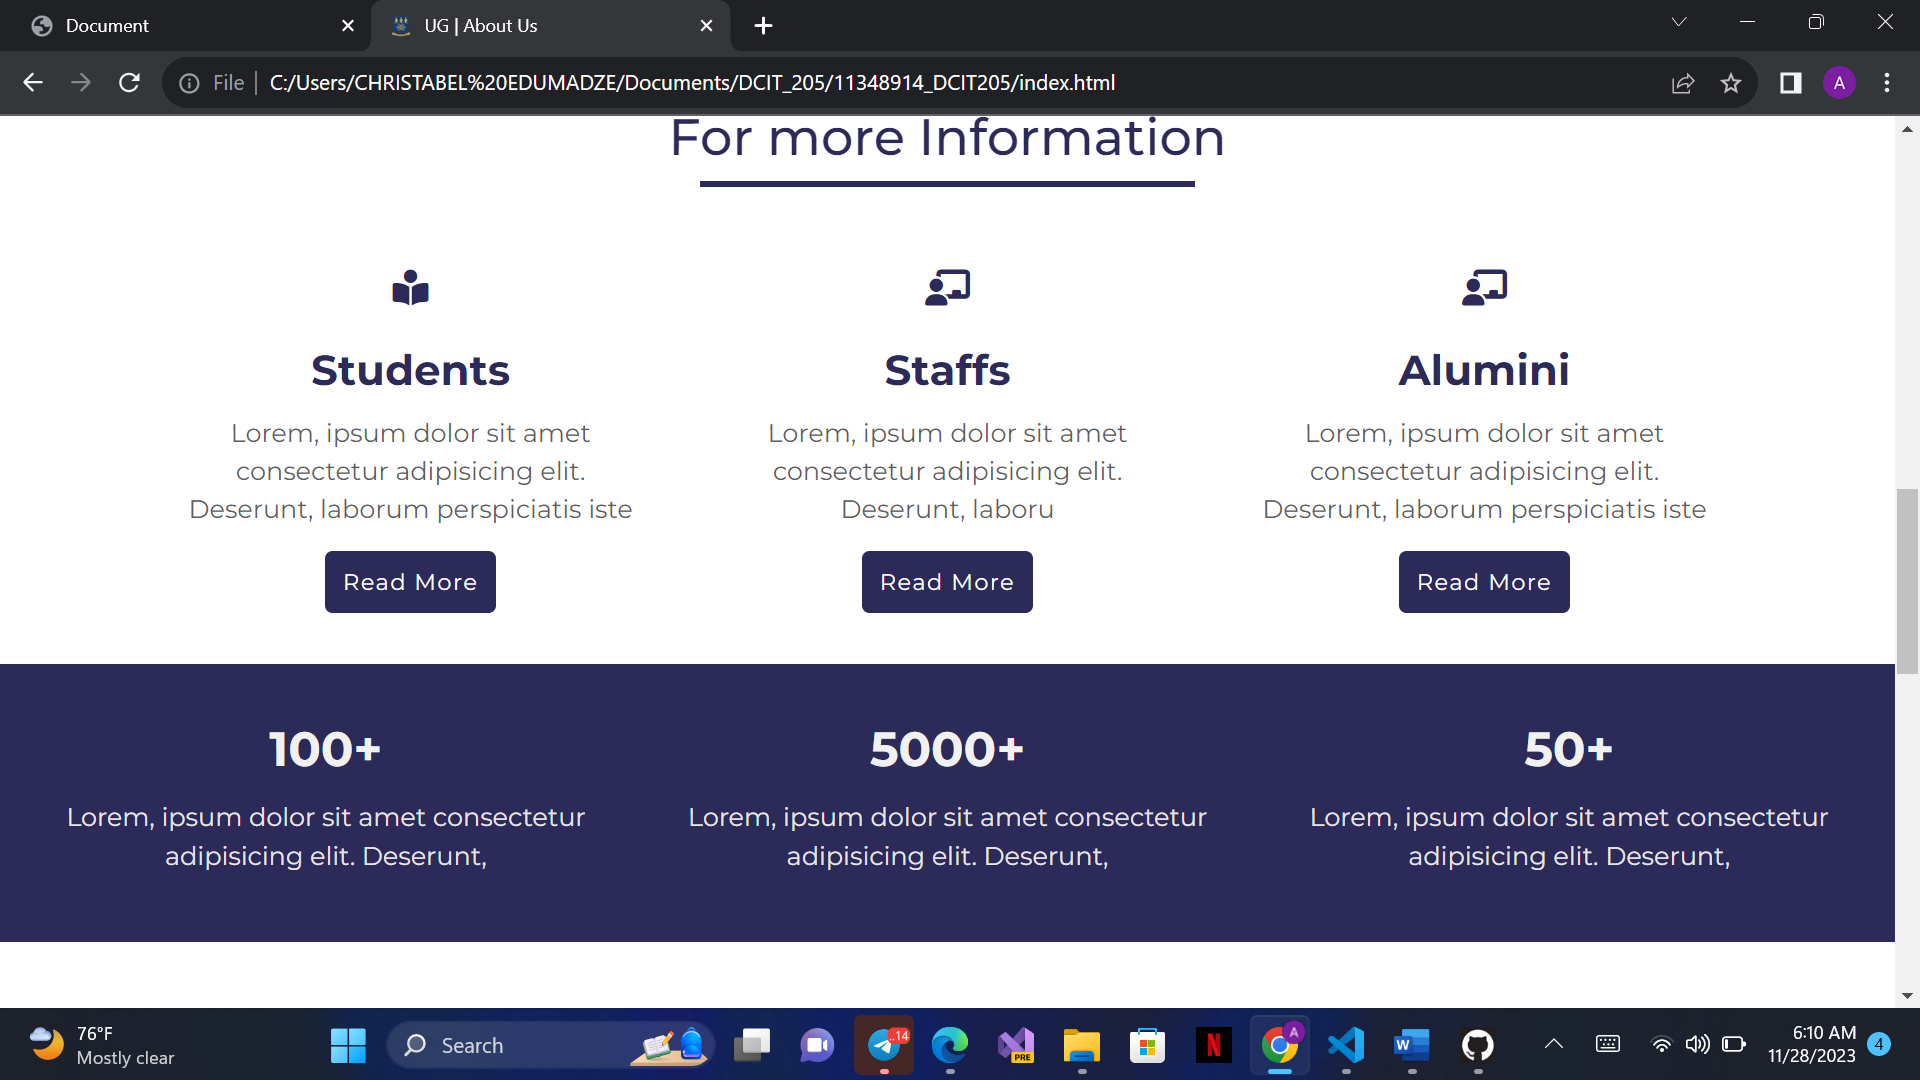 Document
UG | About Us
File
C:/Users/CHRISTABEL%20EDUMADZE/Documents/DCIT_205/11348914_DCIT205/index.html
A
For more Information
Students
Lorem, ipsum dolor sit amet
consectetur adipisicing elit.
Deserunt, laborum perspiciatis iste
Read More
Staffs
Lorem, ipsum dolor sit amet
consectetur adipisicing elit.
Deserunt, laboru
Read More
Alumini
Lorem, ipsum dolor sit amet
consectetur adipisicing elit.
Deserunt, laborum perspiciatis iste
Read More
100+
Lorem, ipsum dolor sit amet consectetur
adipisicing elit. Deserunt,
5000+
Lorem, ipsum dolor sit amet consectetur
adipisicing elit. Deserunt,
50+
Lorem, ipsum dolor sit amet consectetur
adipisicing elit. Deserunt,
76°F
Mostly clear
Search
..14
PRE
N
A
W
6:10 AM
11/28/2023
4